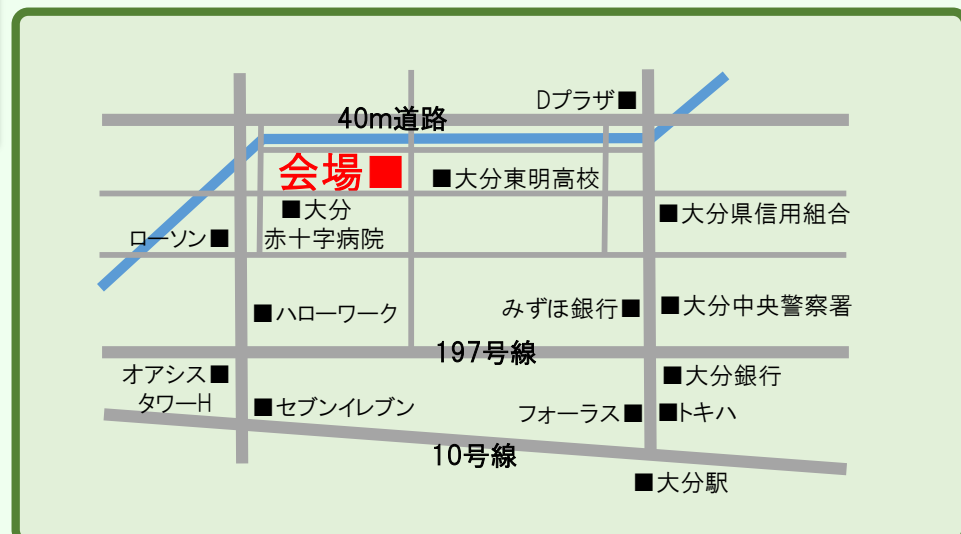 Dプラザ■
40m道路
会場■
■大分東明高校
■大分
赤十字病院
■大分県信用組合
ローソン■
■ハローワーク
みずほ銀行■
■大分中央警察署
197号線
オアシス■
タワーH
■大分銀行
■セブンイレブン
フォーラス■
■トキハ
10号線
■大分駅